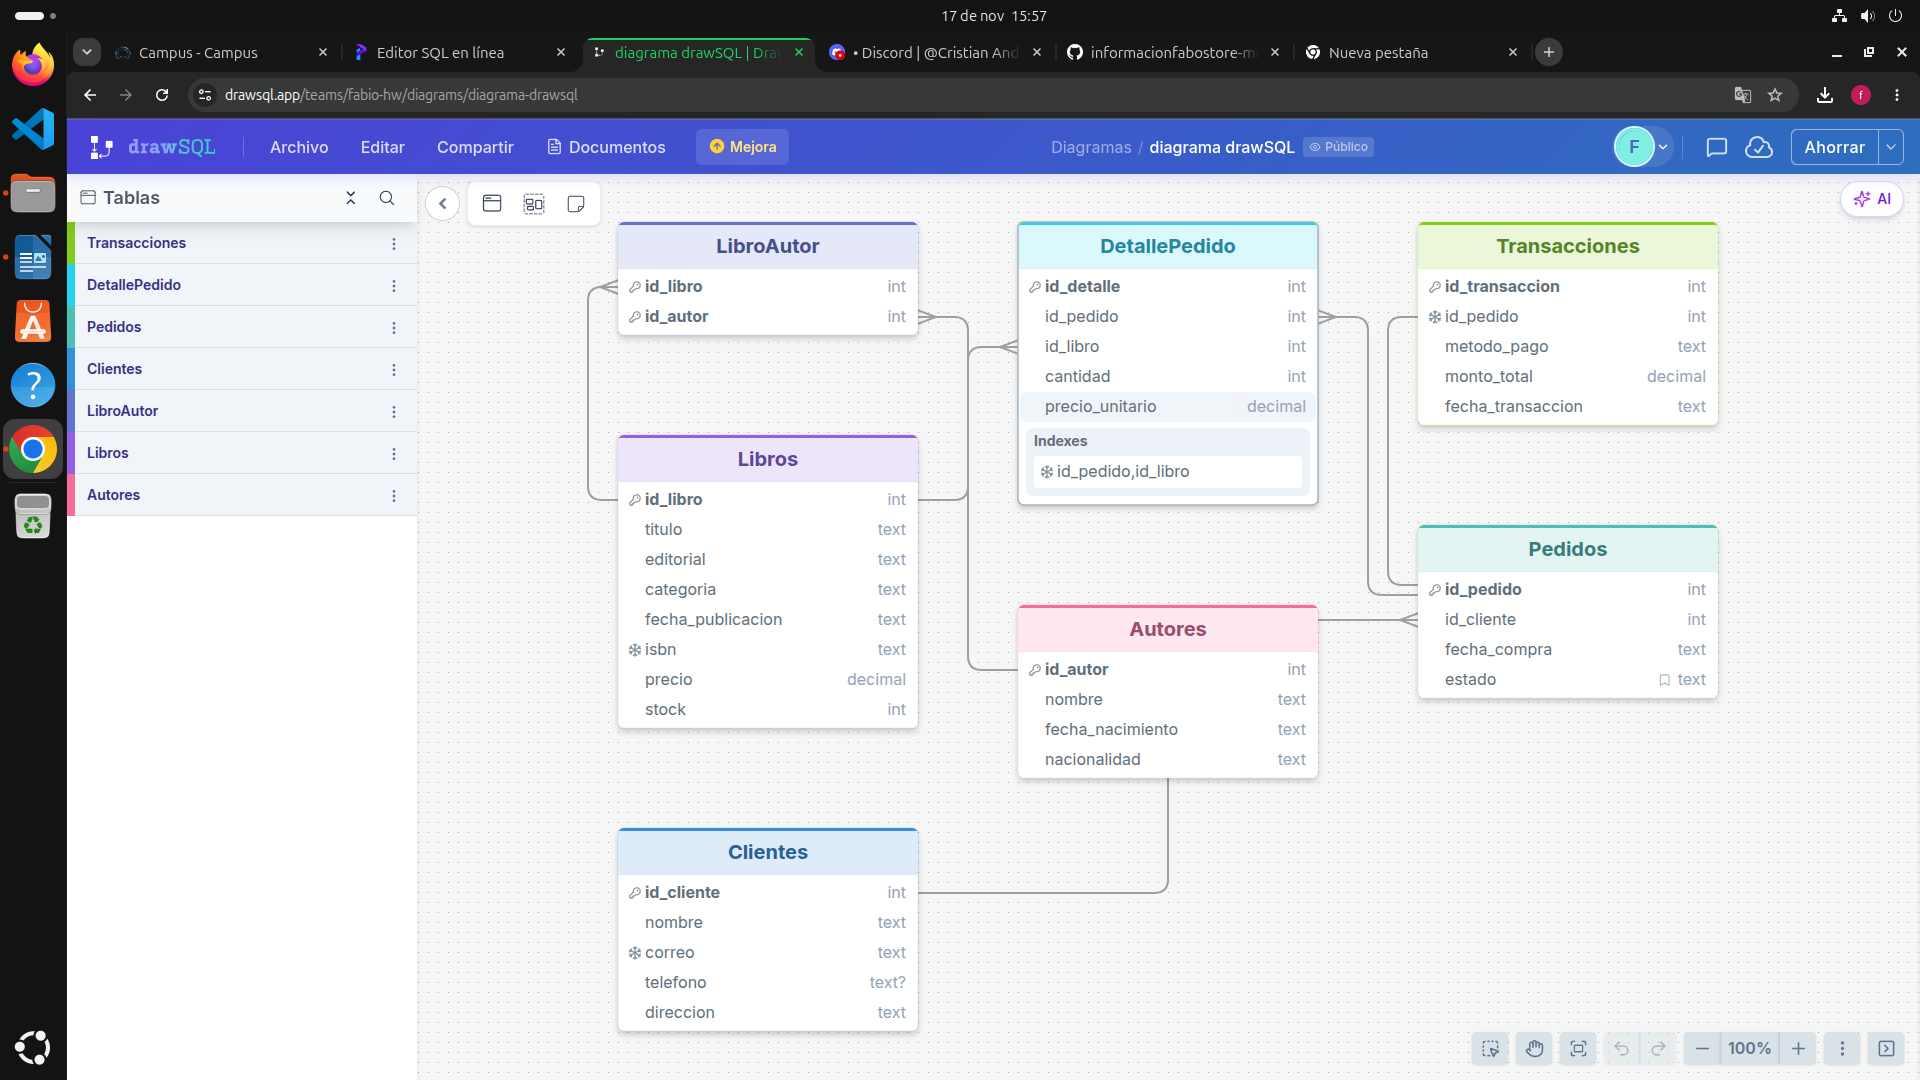 17 de nov 15:57
Campus - Campus
Editor SQL en línea
diagrama drawSQL | Dra
• Discord | @Cristian And
informacionfabostore-m
Nueva pestaña
drawsql.app/teams/fabio-hw/diagrams/diagrama-drawsql
f
drawSQL
Archivo
Editar
Compartir
Documentos
Mejora
Diagramas / diagrama drawSQL
Público
F
Ahorrar
Tablas
AI
Transacciones
DetallePedido
Pedidos
Clientes
LibroAutor
Libros
Autores
LibroAutor
id_libro int
id_autor int
DetallePedido
id_detalle int
id_pedido int
id_libro int
cantidad int
precio_unitario decimal
Indexes
id_pedido,id_libro
Transacciones
id_transaccion int
id_pedido int
metodo_pago text
monto_total decimal
fecha_transaccion text
Libros
id_libro int
titulo text
editorial text
categoria text
fecha_publicacion text
isbn text
precio decimal
stock int
Pedidos
id_pedido int
id_cliente int
fecha_compra text
estado text
Autores
id_autor int
nombre text
fecha_nacimiento text
nacionalidad text
Clientes
id_cliente int
nombre text
correo text
telefono text?
direccion text
100%